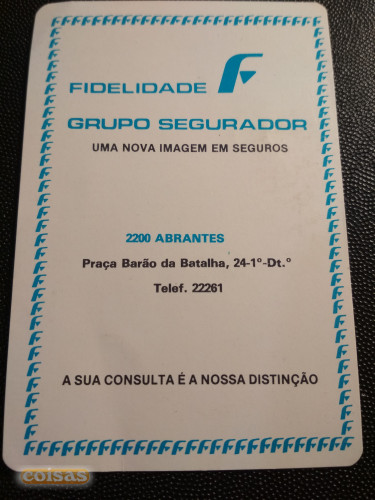 FIDELIDADE
GRUPO SEGURADOR
UMA NOVA IMAGEM EM SEGUROS
2200 ABRANTES
Praça Barão da Batalha, 24-1º-Dt.º
Telef. 22261
A SUA CONSULTA É A NOSSA DISTINÇÃO
coisas